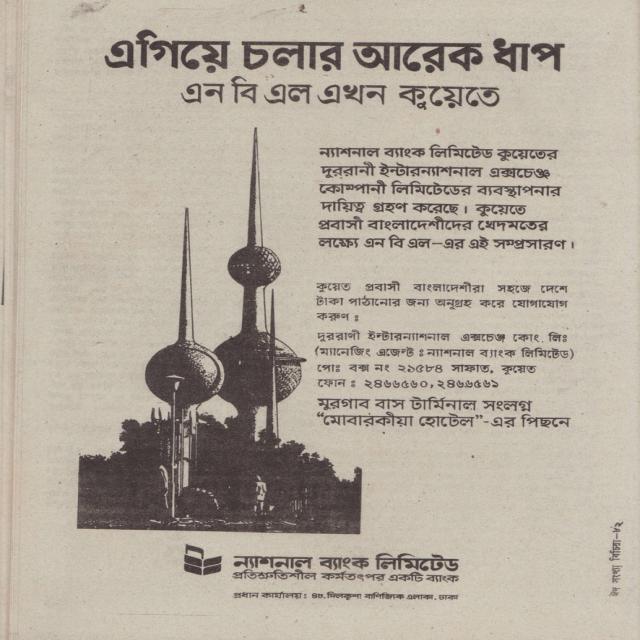 এগিয়ে চলার আরেক ধাপ
এন বি এল এখন কুয়েতে
ন্যাশনাল ব্যাংক লিমিটেড কুয়েতের
দুররানী ইন্টারন্যাশনাল এক্সচেঞ্জ
কোম্পানী লিমিটেডের ব্যবস্থাপনার
দায়িত্ব গ্রহণ করেছে। কুয়েতে
প্রবাসী বাংলাদেশীদের খেদমতের
লক্ষ্যে এন বি এল—এর এই সম্প্রসারণ।
কুয়েত প্রবাসী বাংলাদেশীরা সহজে দেশে
টাকা পাঠানোর জন্য অনুগ্রহ করে যোগাযোগ
করুণ :
দুররাণী ইন্টারন্যাশনাল এক্সচেঞ্জ কোং. লিঃ
(ম্যানেজিং এজেন্ট : ন্যাশনাল ব্যাংক লিমিটেড)
পোঃ বক্স নং ২১৫৮৪ সাফাত, কুয়েত
ফোন : ২৪৬৬৫৬০, ২৪৬৬৫৬১
মুরগাব বাস টার্মিনাল সংলগ্ন
“মোবারকীয়া হোটেল”-এর পিছনে
ন্যাশনাল ব্যাংক লিমিটেড
প্রতিশ্রুতিশীল কর্মতৎপর একটি ব্যাংক
প্রধান কার্যালয় : ৪৮, দিলকুশা বাণিজ্যিক এলাকা, ঢাকা
ঈদ সংখ্যা বিচিত্রা—৮২